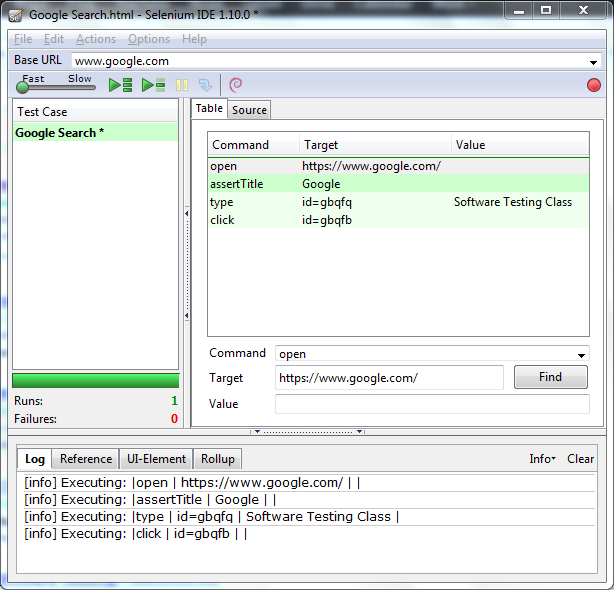 Google Search.html - Selenium IDE 1.10.0 *
File Edit Actions Options Help
Base URL www.google.com
Fast Slow
Test Case
Google Search *
Runs: 1
Failures: 0
Table Source
Command Target Value
open https://www.google.com/
assertTitle Google
type id=gbqfq Software Testing Class
click id=gbqfb
Command open
Target https://www.google.com/ Find
Value
Log Reference UI-Element Rollup Info Clear
[info] Executing: |open | https://www.google.com/ | |
[info] Executing: |assertTitle | Google | |
[info] Executing: |type | id=gbqfq | Software Testing Class |
[info] Executing: |click | id=gbqfb | |